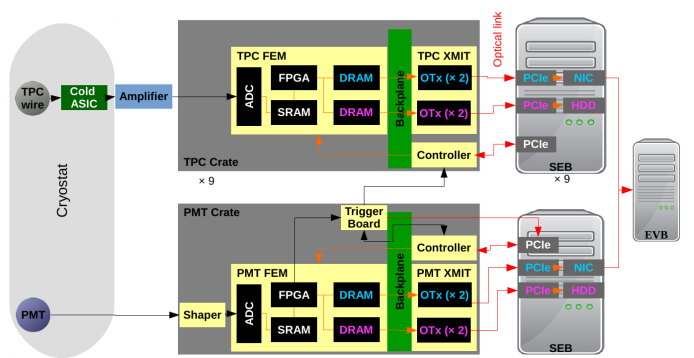 Optical link
TPC FEM
TPC XMIT
FPGA
DRAM
OTx (× 2)
PCIe
NIC
TPC
wire
Cold
ASIC
Amplifier
ADC
Backplane
SRAM
DRAM
OTx (× 2)
PCIe
HDD
Controller
PCIe
TPC Crate
SEB
× 9
× 9
Cryostat
EVB
PMT Crate
Trigger
Board
Controller
PCIe
PMT FEM
PMT XMIT
PCIe
NIC
FPGA
DRAM
OTx (× 2)
PCIe
HDD
PMT
Shaper
ADC
Backplane
SRAM
DRAM
OTx (× 2)
SEB